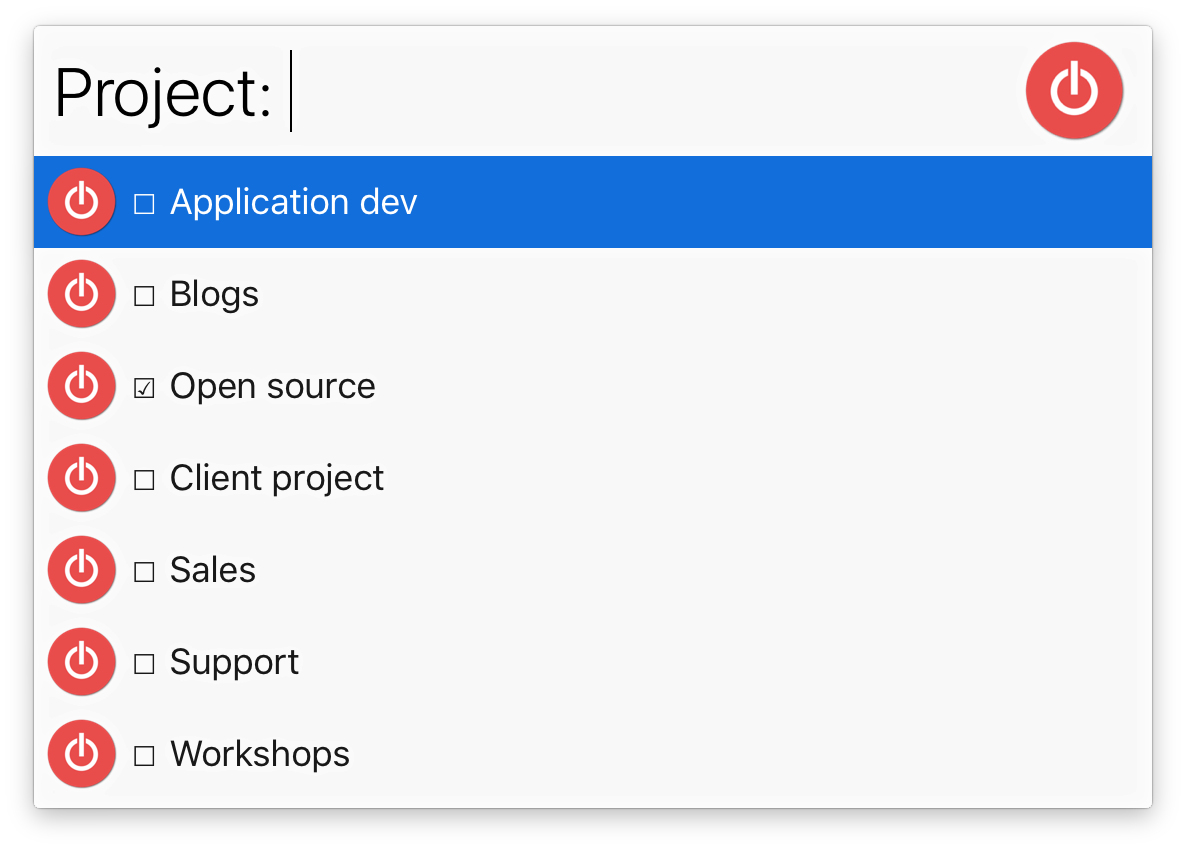 Project:
☐ Application dev
☐ Blogs
☑ Open source
☐ Client project
☐ Sales
☐ Support
☐ Workshops